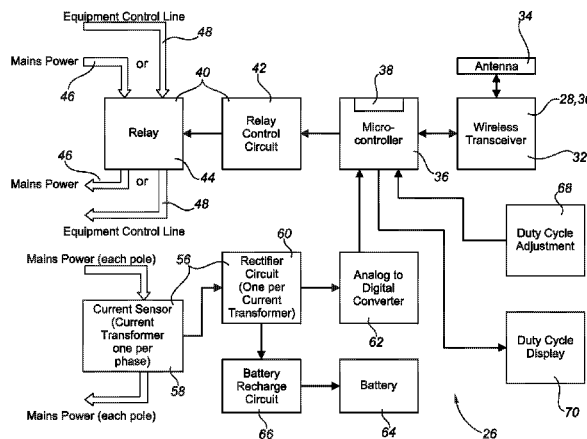 Equipment Control Line
34
Mains Power
or
48
Antenna
46
40
42
38
28,30
Relay
Relay
Control
Circuit
Micro-
controller
Wireless
Transceiver
46
44
36
32
Mains Power
or
48
68
Equipment Control Line
Duty Cycle
Adjustment
Mains Power (each pole)
56
60
Rectifier
Circuit
(One per
Current
Transformer)
Analog to
Digital
Converter
Current Sensor
(Current
Transformer
one per
phase)
62
58
Duty Cycle
Display
Battery
Recharge
Circuit
Battery
Mains Power (each pole)
66
64
26
70